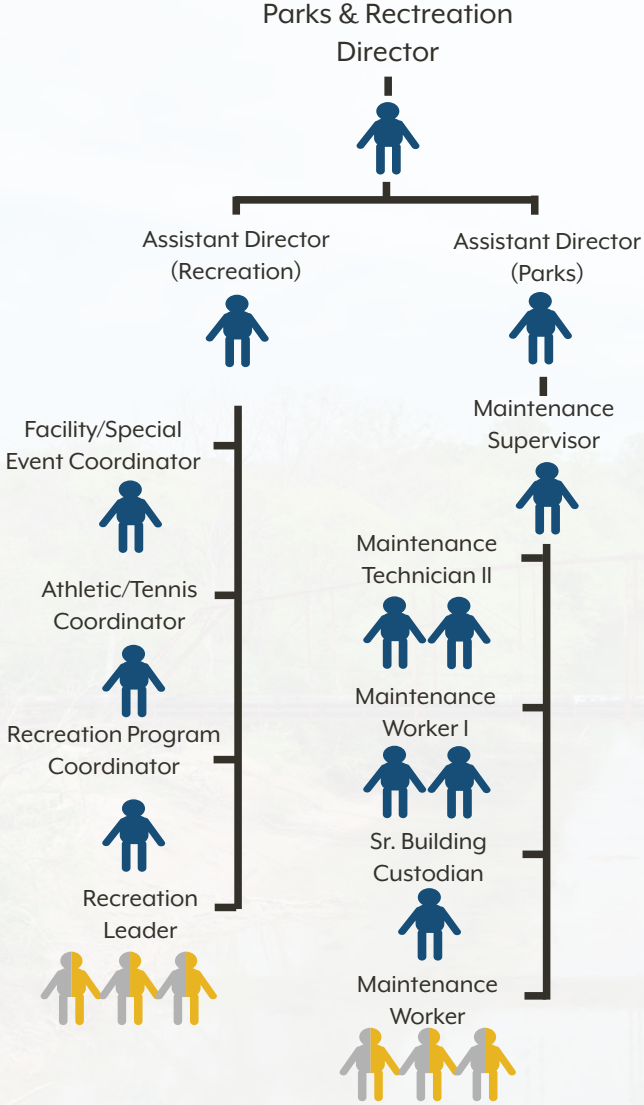 Parks & Rectreation
Director
Assistant Director
(Recreation)
Assistant Director
(Parks)
Facility/Special
Event Coordinator
Athletic/Tennis
Coordinator
Recreation Program
Coordinator
Recreation
Leader
Maintenance
Supervisor
Maintenance
Technician II
Maintenance
Worker I
Sr. Building
Custodian
Maintenance
Worker